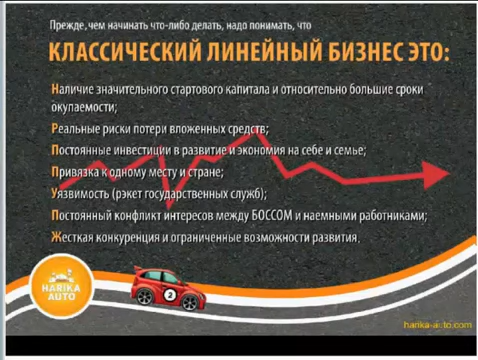 Прежде, чем начинать что-либо делать, надо понимать, что
КЛАССИЧЕСКИЙ ЛИНЕЙНЫЙ БИЗНЕС ЭТО:
Наличие значительного стартового капитала и относительно большие сроки
окупаемости;
Реальные риски потери вложенных средств;
Постоянные инвестиции в развитие и экономия на себе и семье;
Привязка к одному месту и стране;
Уязвимость (рэкет государственных служб);
Постоянный конфликт интересов между БОССОМ и наемными работниками;
Жесткая конкуренция и ограниченные возможности развития.
HARIKA
AUTO
2
harika-auto.com